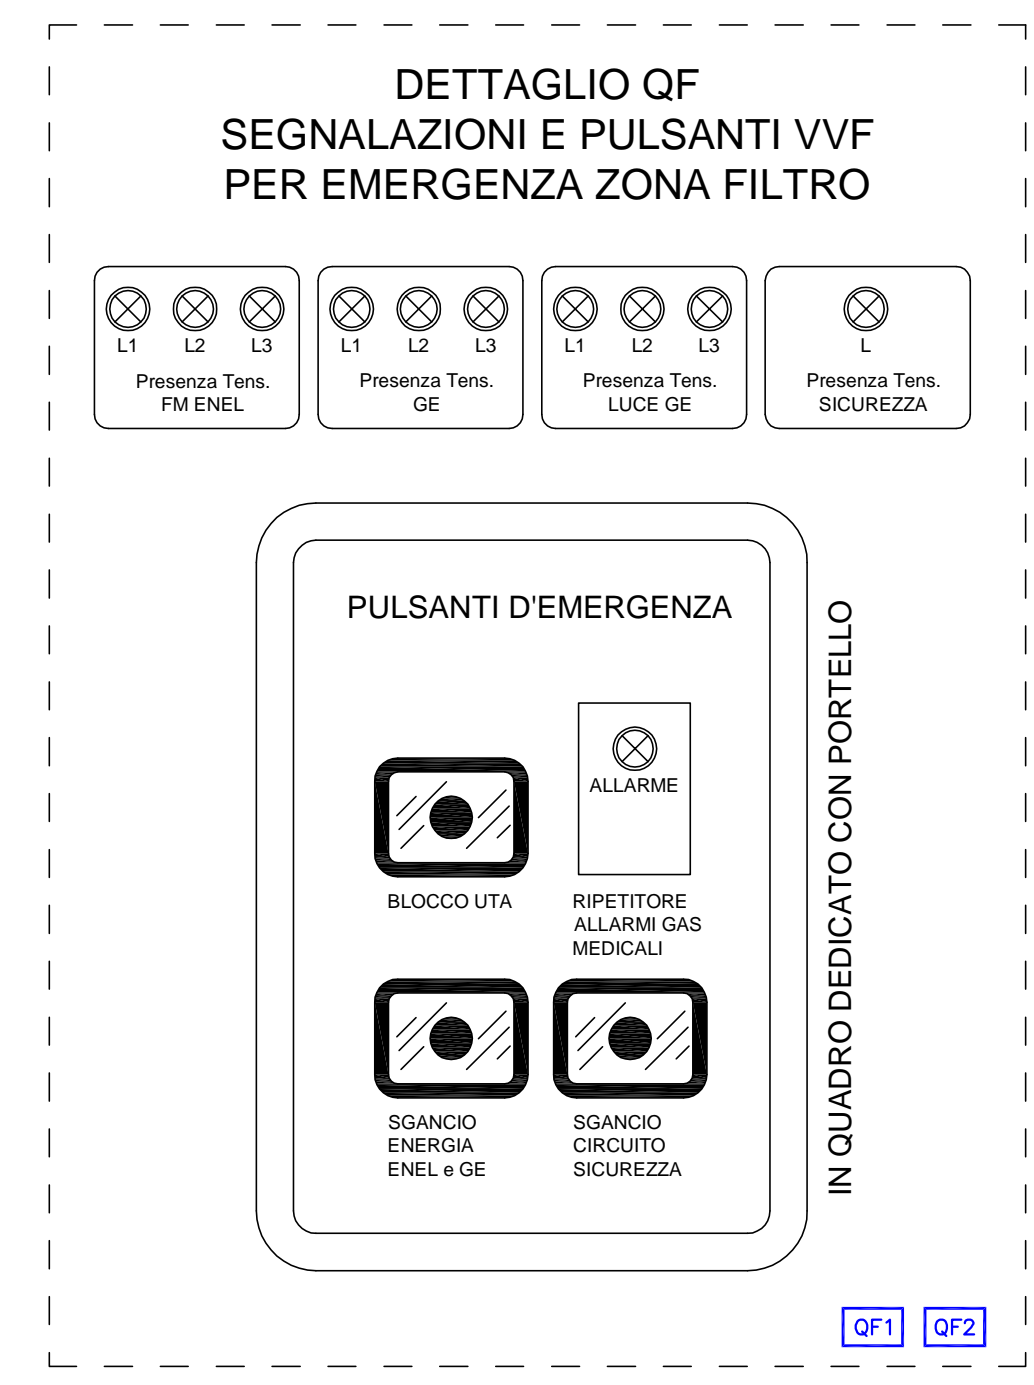 DETTAGLIO QF
SEGNALAZIONI E PULSANTI VVF
PER EMERGENZA ZONA FILTRO
L1 L2 L3
Presenza Tens.
FM ENEL
L1 L2 L3
Presenza Tens.
GE
L1 L2 L3
Presenza Tens.
LUCE GE
L
Presenza Tens.
SICUREZZA
PULSANTI D'EMERGENZA
ALLARME
BLOCCO UTA
RIPETITORE
ALLARMI GAS
MEDICALI
SGANCIO
ENERGIA
ENEL e GE
SGANCIO
CIRCUITO
SICUREZZA
IN QUADRO DEDICATO CON PORTELLO
QF1
QF2